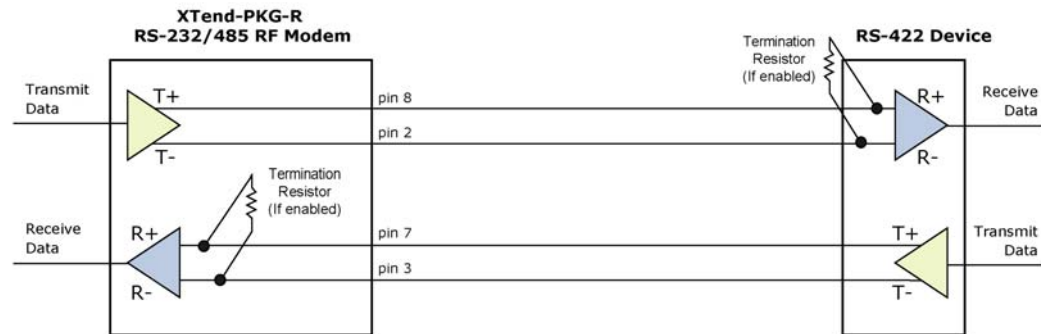 XTend-PKG-R
RS-232/485 RF Modem
RS-422 Device
Termination
Resistor
(If enabled)
Transmit
Data
T+
T-
pin 8
pin 2
R+
R-
Receive
Data
Termination
Resistor
(If enabled)
Receive
Data
R+
R-
pin 7
pin 3
T+
T-
Transmit
Data